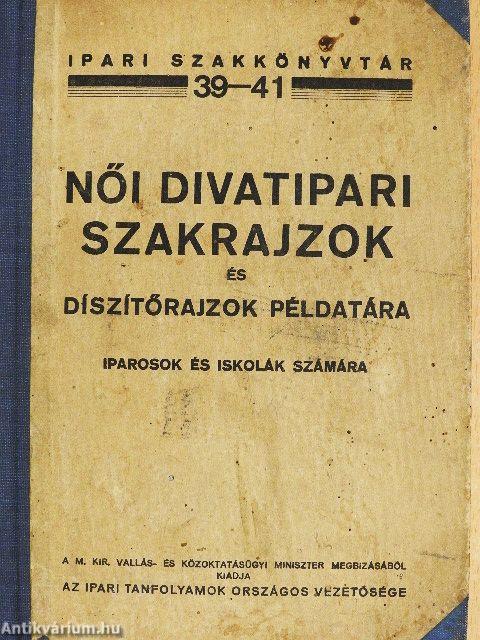 IPARI SZAKKÖNYVTÁR
39—41
NŐI DIVATIPARI
SZAKRAJZOK
ÉS
DÍSZÍTŐRAJZOK PÉLDATÁRA
IPAROSOK ÉS ISKOLÁK SZÁMÁRA
A M. KIR. VALLÁS- ÉS KÖZOKTATÁSÜGYI MINISZTER MEGBIZÁSÁBÓL
KIADJA
AZ IPARI TANFOLYAMOK ORSZÁGOS VEZETŐSÉGE
Antikvárium.hu